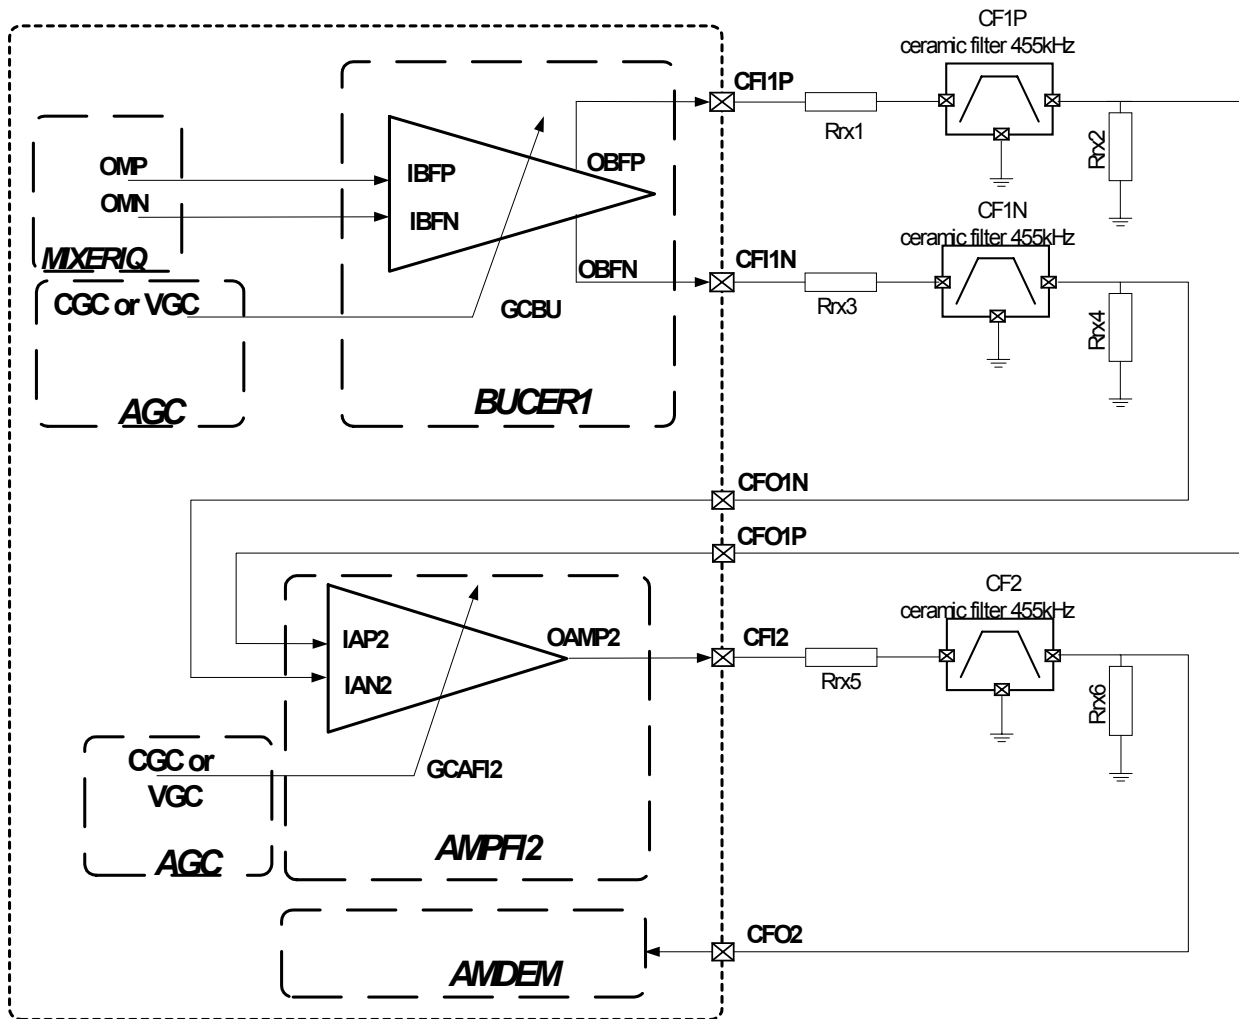 CF1P
ceramic filter 455kHz
CFI1P
Rrx1
Rrx2
OMP
OMN
MIXERIQ
IBFP
IBFN
OBFP
OBFN
CF1N
ceramic filter 455kHz
CFI1N
Rrx3
Rrx4
CGC or VGC
GCBU
AGC
BUCER1
CFO1N
CFO1P
CF2
ceramic filter 455kHz
IAP2
IAN2
OAMP2
CFI2
Rrx5
Rrx6
CGC or
VGC
GCAFI2
AGC
AMPFI2
CFO2
AMDEM